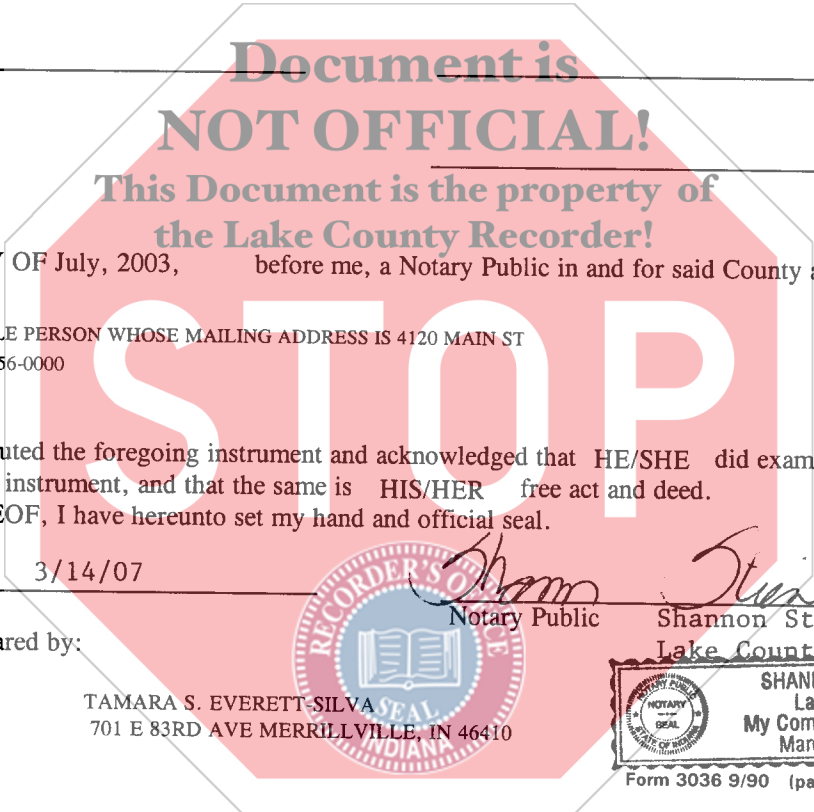 Document is
NOT OFFICIAL!
This Document is the property of
the Lake County Recorder!
OF July, 2003, before me, a Notary Public in and for said County
LE PERSON WHOSE MAILING ADDRESS IS 4120 MAIN ST
56-0000
STOP
uted the foregoing instrument and acknowledged that HE/SHE did exam
instrument, and that the same is HIS/HER free act and deed.
EOF, I have hereunto set my hand and official seal.
3/14/07
RECORDER'S OFFICE
SEAL
INDIANA
Notary Public Shannon St
Lake Count
ared by:
TAMARA S. EVERETT-SILVA
701 E 83RD AVE MERRILLVILLE, IN 46410
NOTARY PUBLIC
NOTARY
SEAL
STATE OF INDIANA
SHANN
La
My Com
Mar
Form 3036 9/90 (pa